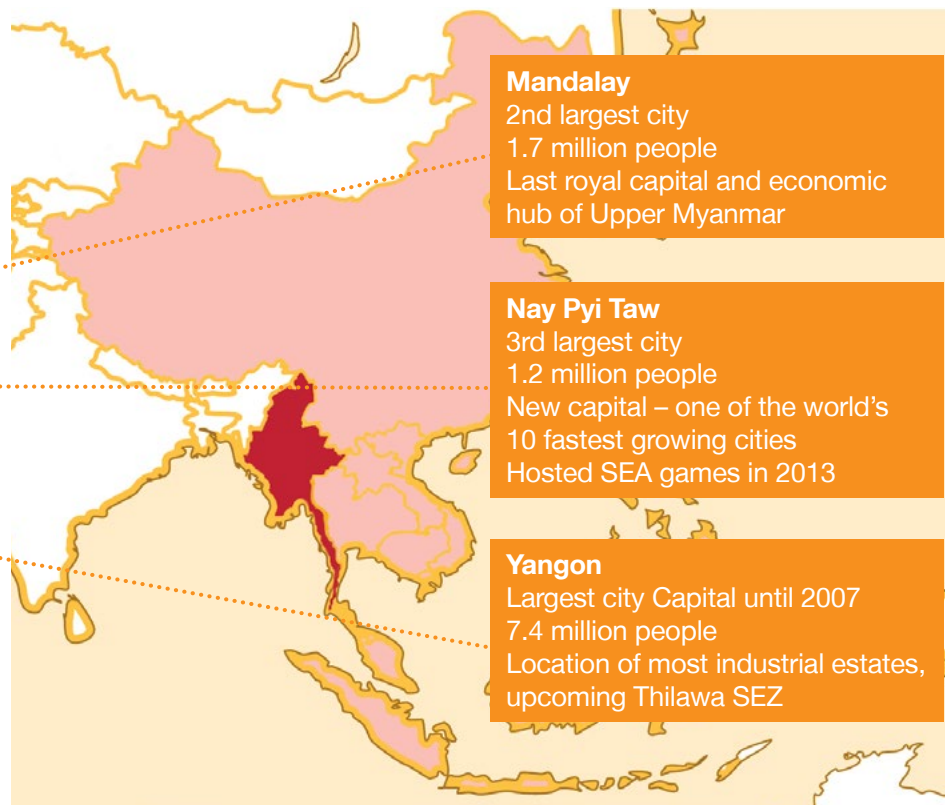 Mandalay
2nd largest city
1.7 million people
Last royal capital and economic
hub of Upper Myanmar
Nay Pyi Taw
3rd largest city
1.2 million people
New capital – one of the world's
10 fastest growing cities
Hosted SEA games in 2013
Yangon
Largest city Capital until 2007
7.4 million people
Location of most industrial estates,
upcoming Thilawa SEZ